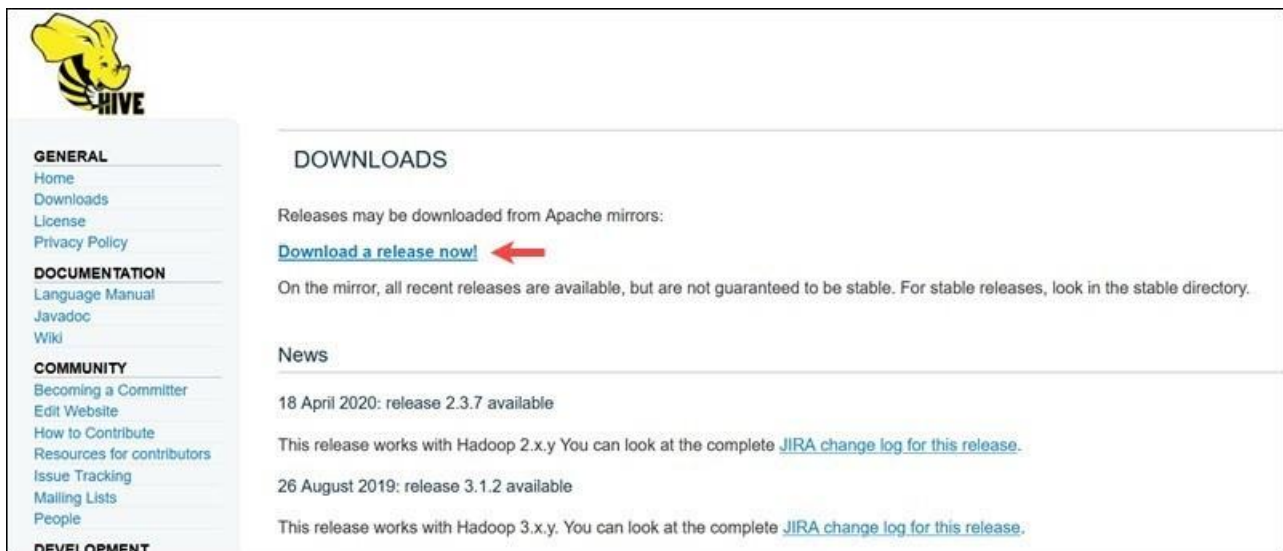 HIVE
GENERAL
Home
Downloads
License
Privacy Policy
DOCUMENTATION
Language Manual
Javadoc
Wiki
COMMUNITY
Becoming a Committer
Edit Website
How to Contribute
Resources for contributors
Issue Tracking
Mailing Lists
People
DEVELOPMENT
DOWNLOADS
Releases may be downloaded from Apache mirrors:
Download a release now!
On the mirror, all recent releases are available, but are not guaranteed to be stable. For stable releases, look in the stable directory.
News
18 April 2020: release 2.3.7 available
This release works with Hadoop 2.x.y You can look at the complete JIRA change log for this release.
26 August 2019: release 3.1.2 available
This release works with Hadoop 3.x.y. You can look at the complete JIRA change log for this release.